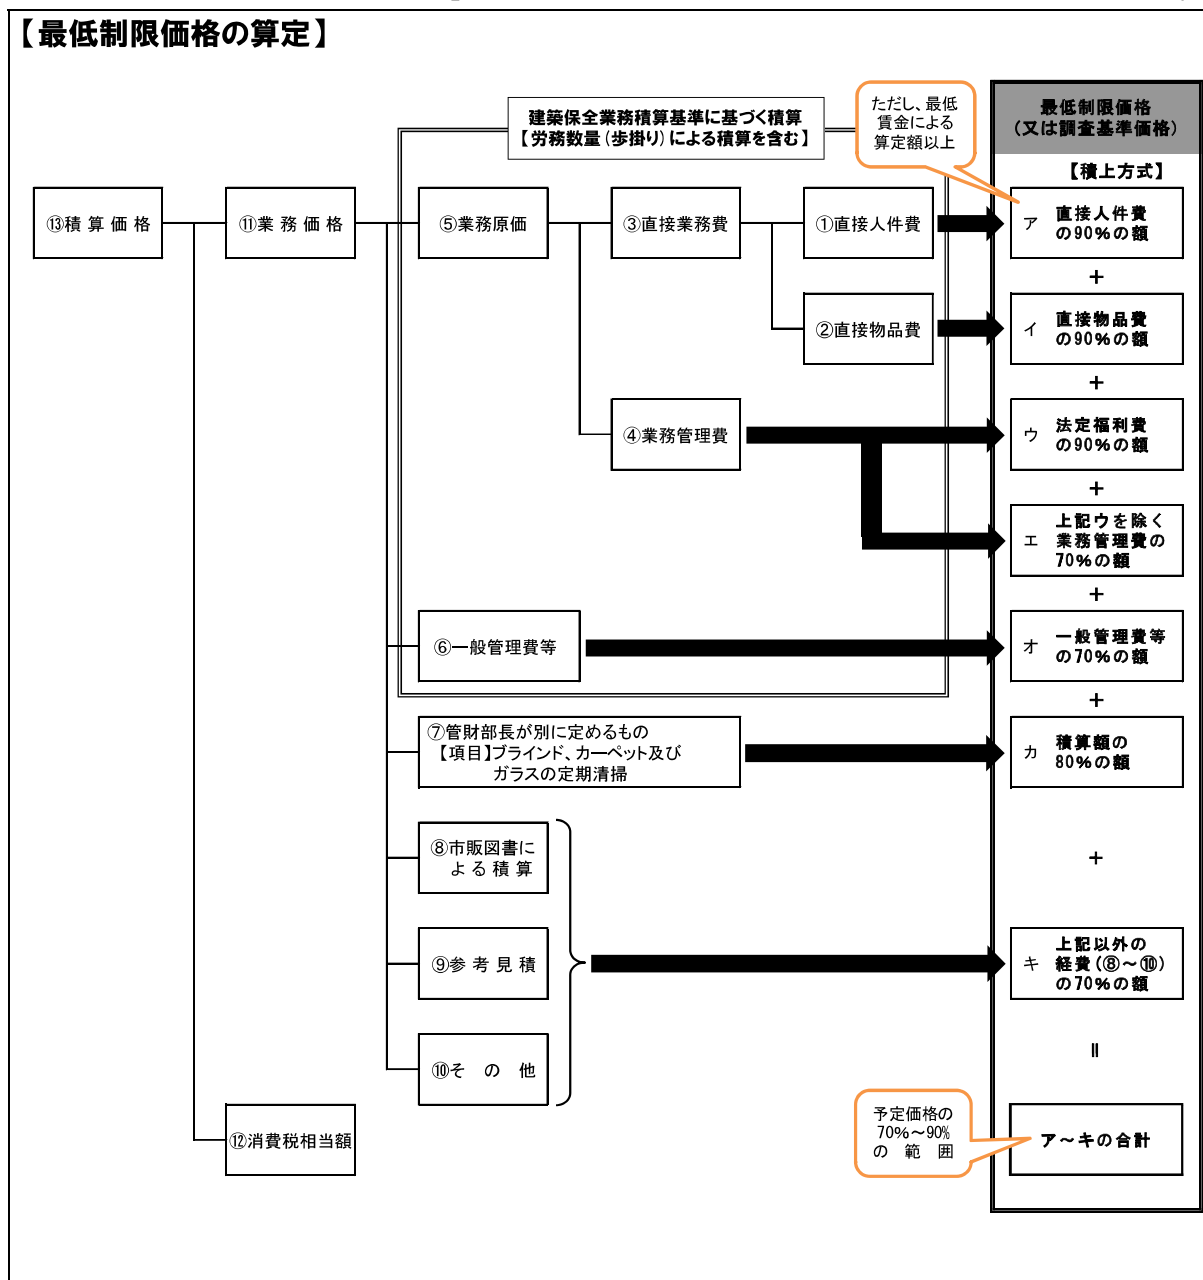 【最低制限価格の算定】
建築保全業務積算基準に基づく積算
【労務数量(歩掛り)による積算を含む】
ただし、最低
賃金による
算定額以上
最低制限価格
(又は調査基準価格)
【積上方式】
⑬積算価格
⑪業務価格
⑤業務原価
③直接業務費
①直接人件費
ア 直接人件費
の90%の額
+
②直接物品費
イ 直接物品費
の90%の額
+
④業務管理費
ウ 法定福利費
の90%の額
+
エ 上記ウを除く
業務管理費の
70%の額
+
⑥一般管理費等
オ 一般管理費等
の70%の額
+
⑦管財部長が別に定めるもの
【項目】ブラインド、カーペット及び
ガラスの定期清掃
カ 積算額の
80%の額
⑧市販図書に
よる積算
+
⑨参考見積
キ 上記以外の
経費(⑧~⑩)
の70%の額
⑩その他
=
⑫消費税相当額
予定価格の
70%~90%
の範囲
ア~キの合計